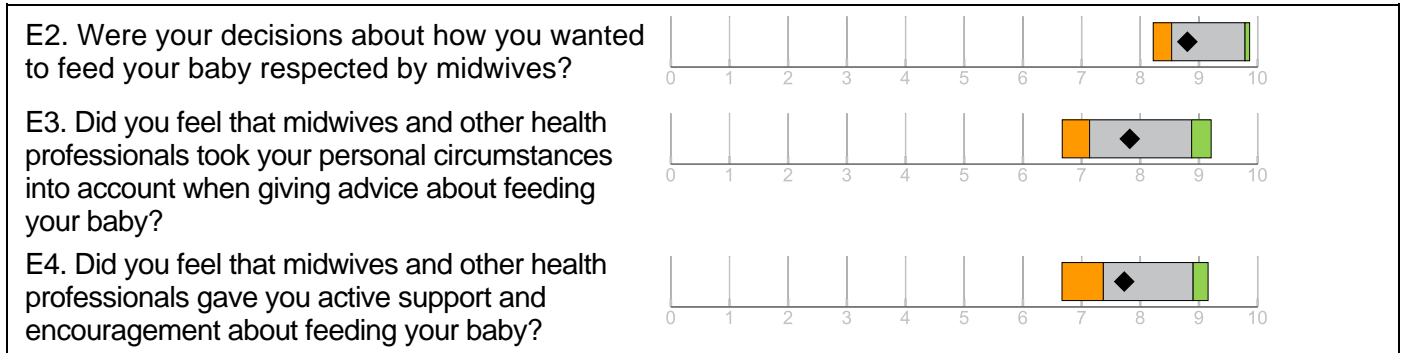 E2. Were your decisions about how you wanted
to feed your baby respected by midwives?
0 1 2 3 4 5 6 7 8 9 10
E3. Did you feel that midwives and other health
professionals took your personal circumstances
into account when giving advice about feeding
your baby?
0 1 2 3 4 5 6 7 8 9 10
E4. Did you feel that midwives and other health
professionals gave you active support and
encouragement about feeding your baby?
0 1 2 3 4 5 6 7 8 9 10